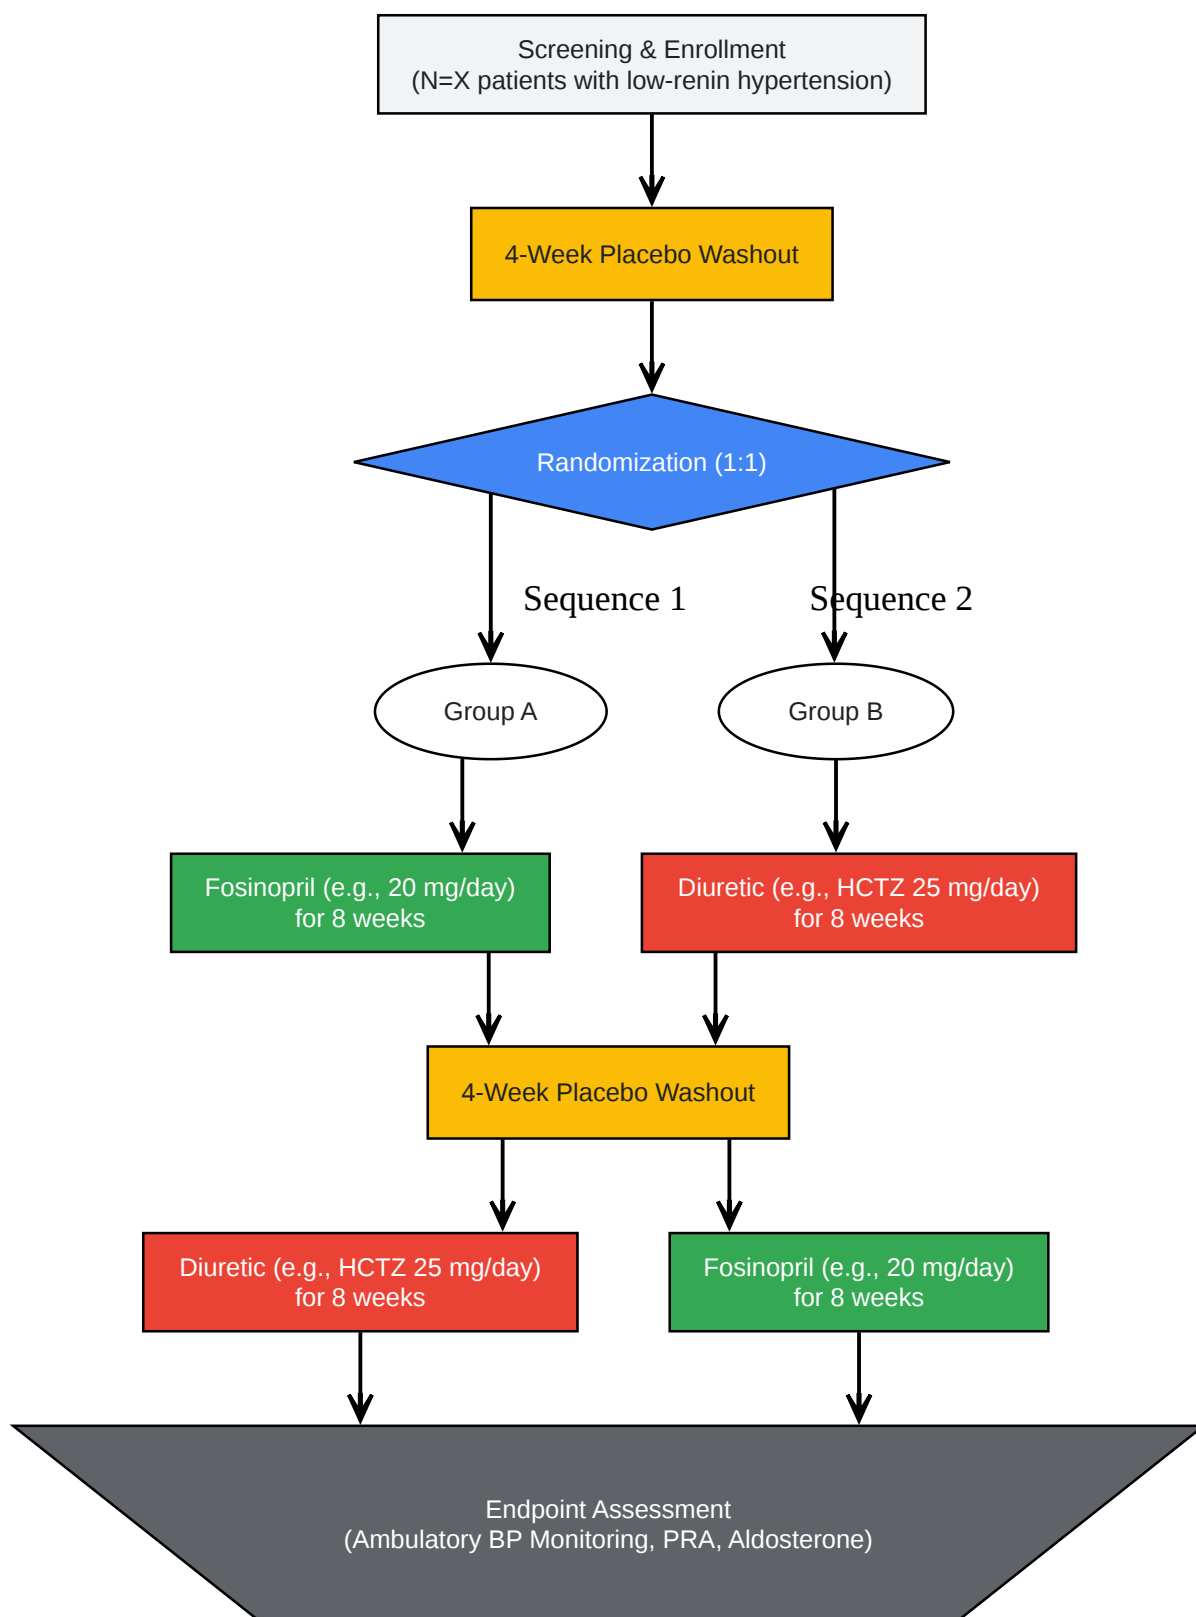 Screening & Enrollment
(N=X patients with low-renin hypertension)
4-Week Placebo Washout
Randomization (1:1)
Sequence 1
Sequence 2
Group A
Group B
Fosinopril (e.g., 20 mg/day)
for 8 weeks
Diuretic (e.g., HCTZ 25 mg/day)
for 8 weeks
4-Week Placebo Washout
Diuretic (e.g., HCTZ 25 mg/day)
for 8 weeks
Fosinopril (e.g., 20 mg/day)
for 8 weeks
Endpoint Assessment
(Ambulatory BP Monitoring, PRA, Aldosterone)